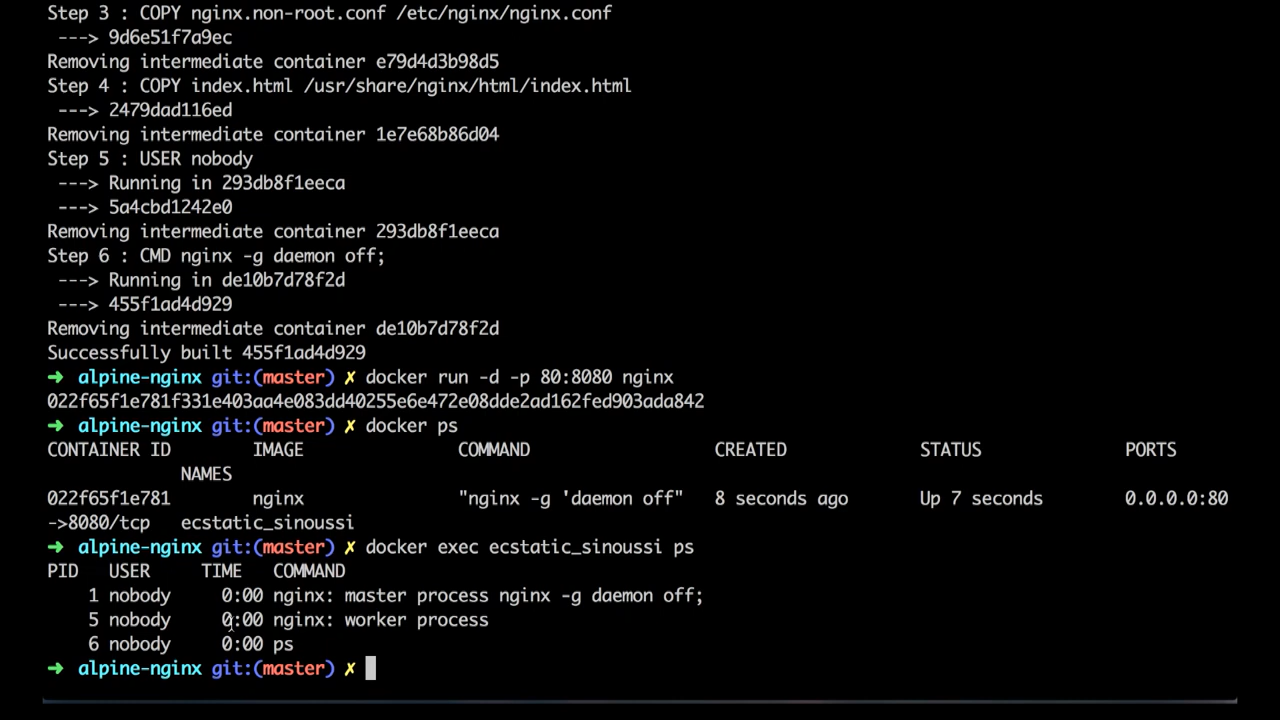 Step 3 : COPY nginx.non-root.conf /etc/nginx/nginx.conf
 ---> 9d6e51f7a9ec
Removing intermediate container e79d4d3b98d5
Step 4 : COPY index.html /usr/share/nginx/html/index.html
 ---> 2479dad116ed
Removing intermediate container 1e7e68b86d04
Step 5 : USER nobody
 ---> Running in 293db8f1eeca
 ---> 5a4cbd1242e0
Removing intermediate container 293db8f1eeca
Step 6 : CMD nginx -g daemon off;
 ---> Running in de10b7d78f2d
 ---> 455f1ad4d929
Removing intermediate container de10b7d78f2d
Successfully built 455f1ad4d929
➜ alpine-nginx git:(master) ✗ docker run -d -p 80:8080 nginx
022f65f1e781f331e403aa4e083dd40255e6e472e08dde2ad162fed903ada842
➜ alpine-nginx git:(master) ✗ docker ps
CONTAINER ID IMAGE COMMAND CREATED STATUS PORTS
NAMES
022f65f1e781 nginx "nginx -g 'daemon off" 8 seconds ago Up 7 seconds 0.0.0.0:80
->8080/tcp ecstatic_sinoussi
➜ alpine-nginx git:(master) ✗ docker exec ecstatic_sinoussi ps
PID USER TIME COMMAND
1 nobody 0:00 nginx: master process nginx -g daemon off;
5 nobody 0:00 nginx: worker process
6 nobody 0:00 ps
➜ alpine-nginx git:(master) ✗